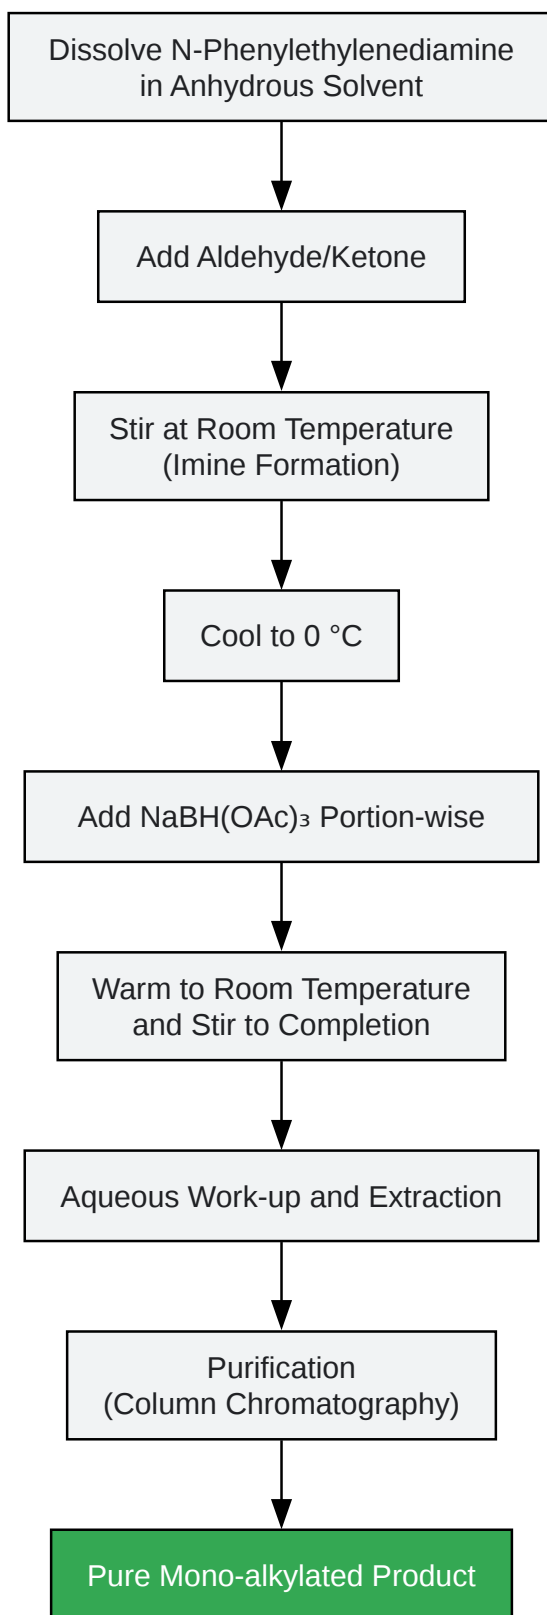 Dissolve N-Phenylethylenediamine
in Anhydrous Solvent
Add Aldehyde/Ketone
Stir at Room Temperature
(Imine Formation)
Cool to 0 °C
Add NaBH(OAc)₃ Portion-wise
Warm to Room Temperature
and Stir to Completion
Aqueous Work-up and Extraction
Purification
(Column Chromatography)
Pure Mono-alkylated Product